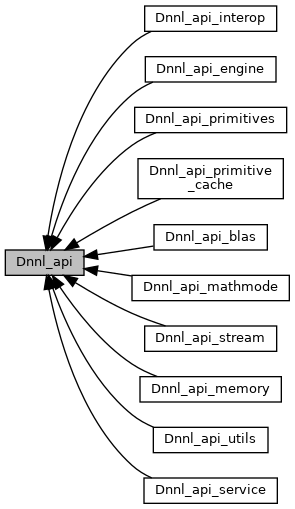 Dnnl_api_interop
Dnnl_api_engine
Dnnl_api_primitives
Dnnl_api_primitive
_cache
Dnnl_api_blas
Dnnl_api
Dnnl_api_mathmode
Dnnl_api_stream
Dnnl_api_memory
Dnnl_api_utils
Dnnl_api_service